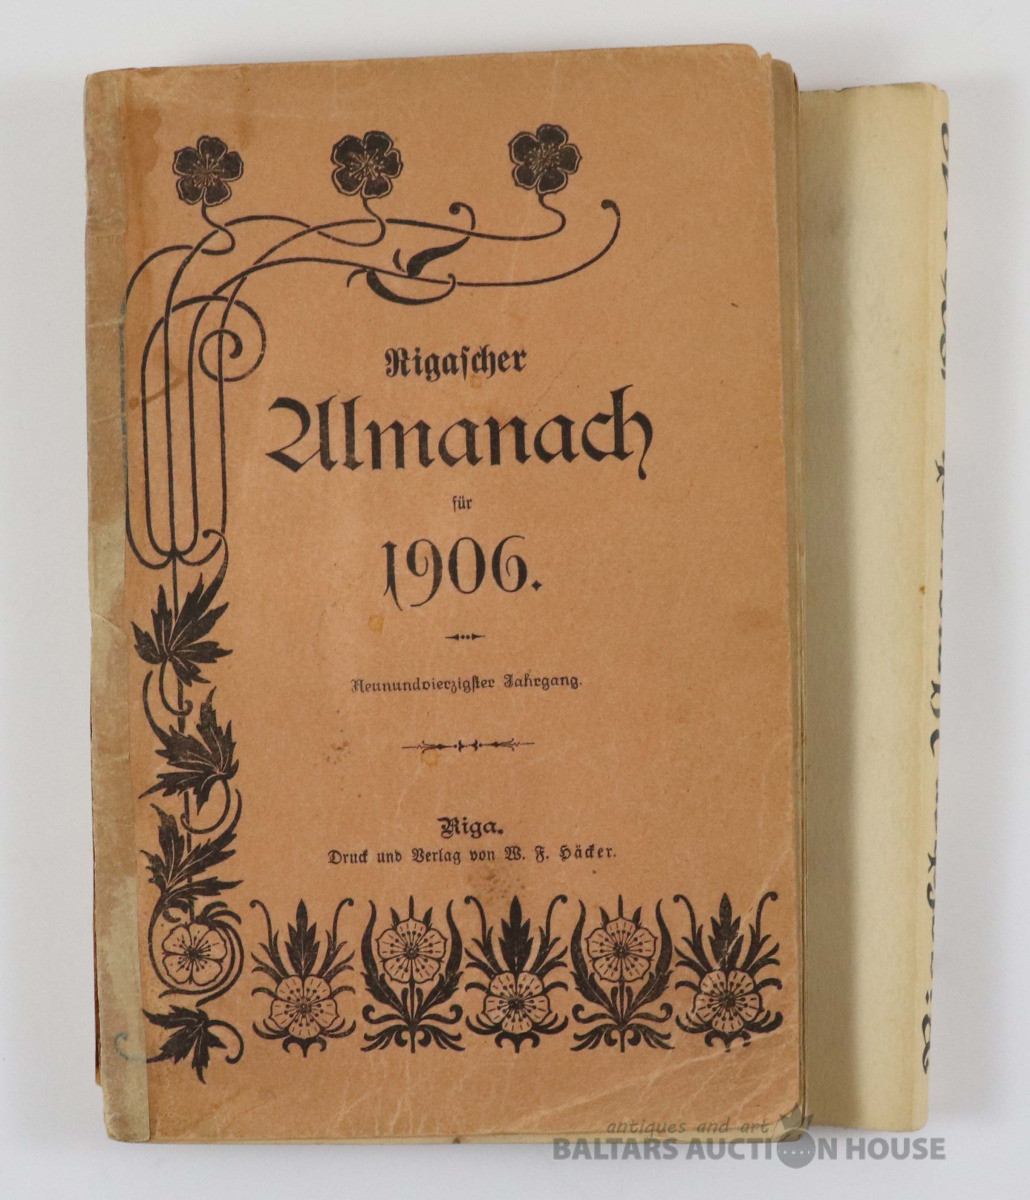 Rigaſcher
Almanach
für
1906.
Neunundvierzigſter Jahrgang.
Riga.
Druck und Verlag von W. F. Häcker.
antiques and art
BALTARS AUCTION HOUSE